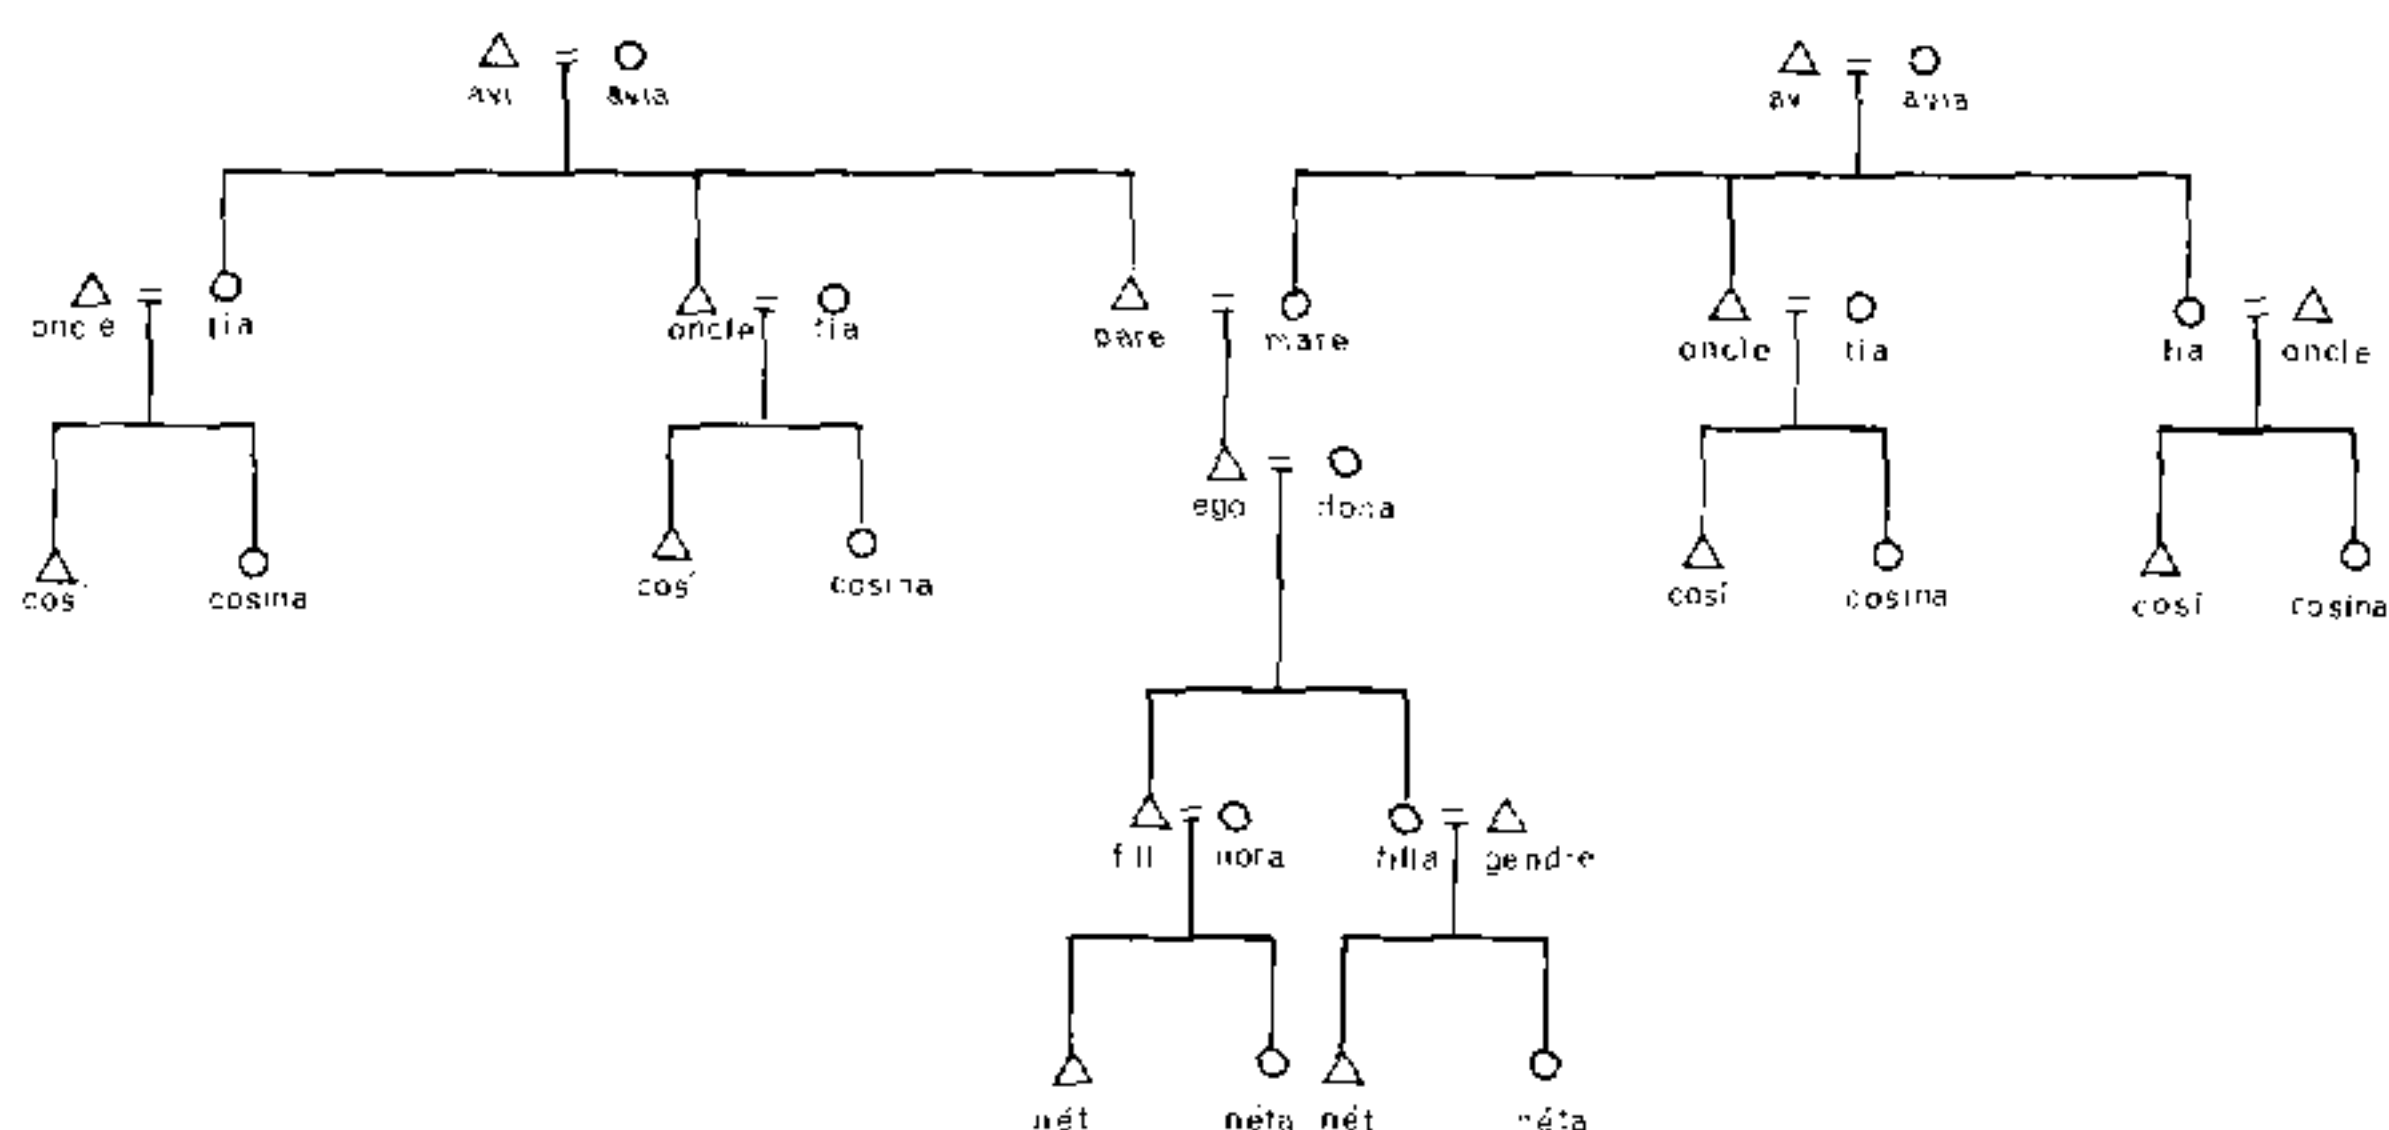 avi avia avi avia
oncle tia oncle tia pare mare oncle tia tia oncle
ego dona
cosí cosina cosí cosina cosí cosina cosí cosina
fill nora filla gendre
nét néta nét néta